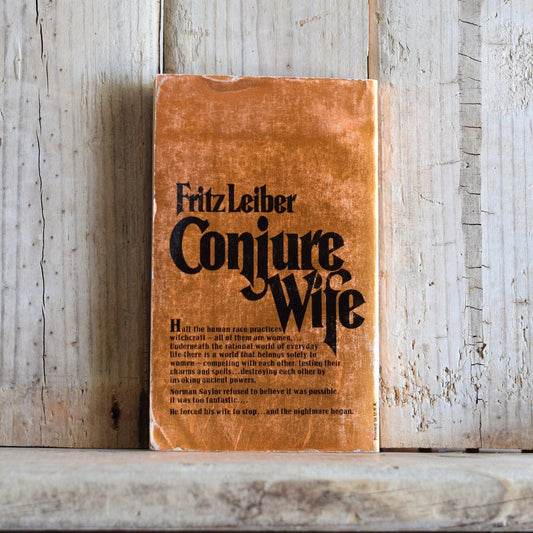 Fritz Leiber
Conjure
Wife
Half the human race practices
witchcraft – all of them are women....
Underneath the rational world of everyday
life there is a world that belongs solely to
women – competing with each other, testing their
charms and spells...destroying each other by
invoking ancient powers.
Norman Saylor refused to believe it was possible,
it was too fantastic....
He forced his wife to stop...and the nightmare began.